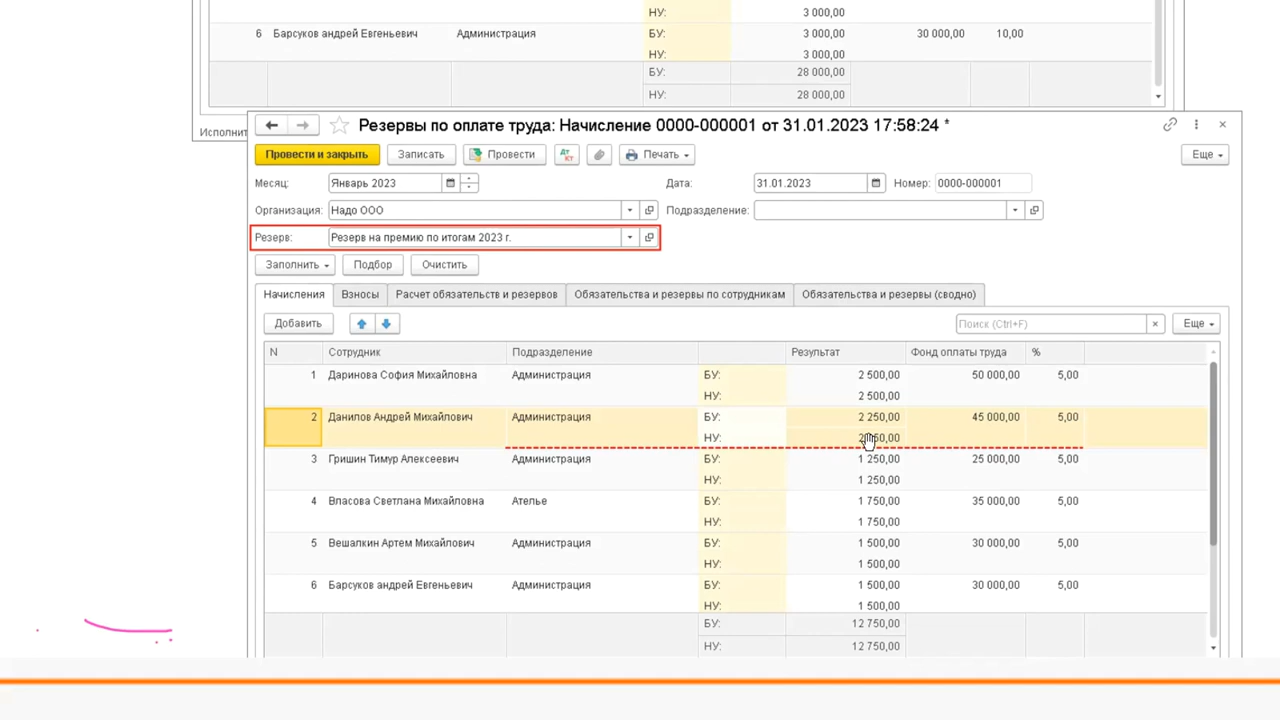 НУ: 3 000,00
6 Барсуков андрей Евгеньевич Администрация БУ: 3 000,00 30 000,00 10,00
НУ: 3 000,00
БУ: 28 000,00
НУ: 28 000,00
Исполнит
Резервы по оплате труда: Начисление 0000-000001 от 31.01.2023 17:58:24 *
Провести и закрыть Записать Провести Дт Кт Печать Еще
Месяц: Январь 2023 Дата: 31.01.2023 Номер: 0000-000001
Организация: Надо ООО Подразделение:
Резерв: Резерв на премию по итогам 2023 г.
Заполнить Подбор Очистить
Начисления Взносы Расчет обязательств и резервов Обязательства и резервы по сотрудникам Обязательства и резервы (сводно)
Добавить Поиск (Ctrl+F) × Еще
N Сотрудник Подразделение Результат Фонд оплаты труда %
1 Даринова София Михайловна Администрация БУ: 2 500,00 50 000,00 5,00
НУ: 2 500,00
2 Данилов Андрей Михайлович Администрация БУ: 2 250,00 45 000,00 5,00
НУ:
3 Гришин Тимур Алексеевич Администрация БУ: 1 250,00 25 000,00 5,00
НУ: 1 250,00
4 Власова Светлана Михайловна Ателье БУ: 1 750,00 35 000,00 5,00
НУ: 1 750,00
5 Вешалкин Артем Михайлович Администрация БУ: 1 500,00 30 000,00 5,00
НУ: 1 500,00
6 Барсуков андрей Евгеньевич Администрация БУ: 1 500,00 30 000,00 5,00
НУ: 1 500,00
БУ: 12 750,00
НУ: 12 750,00